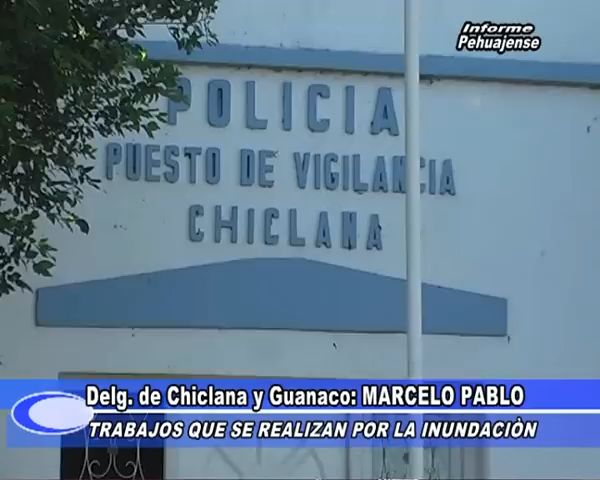 Informe
Pehuajense
POLICIA
PUESTO DE VIGILANCIA
CHICLANA
Delg. de Chiclana y Guanaco: MARCELO PABLO
TRABAJOS QUE SE REALIZAN POR LA INUNDACIÒN